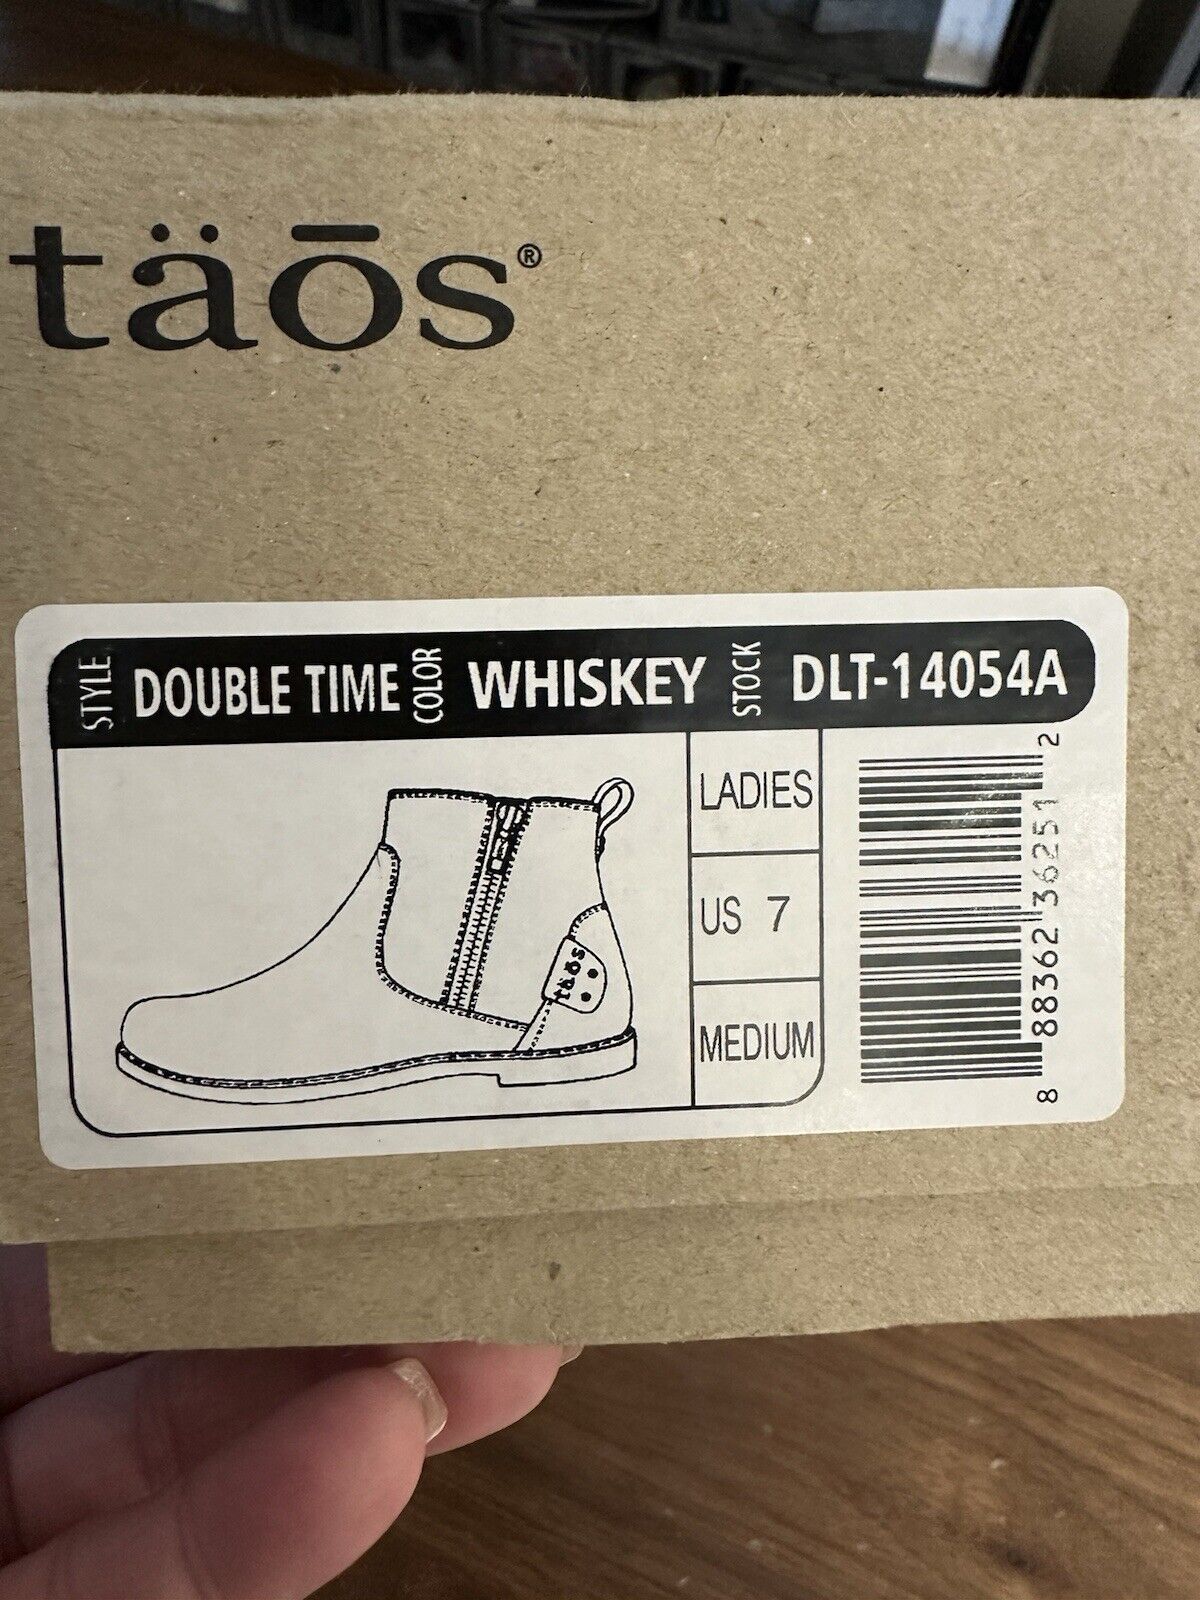 täōs®
STYLE DOUBLE TIME COLOR WHISKEY STOCK DLT-14054A
LADIES
US 7
MEDIUM
täōs
8 88362 36251 2